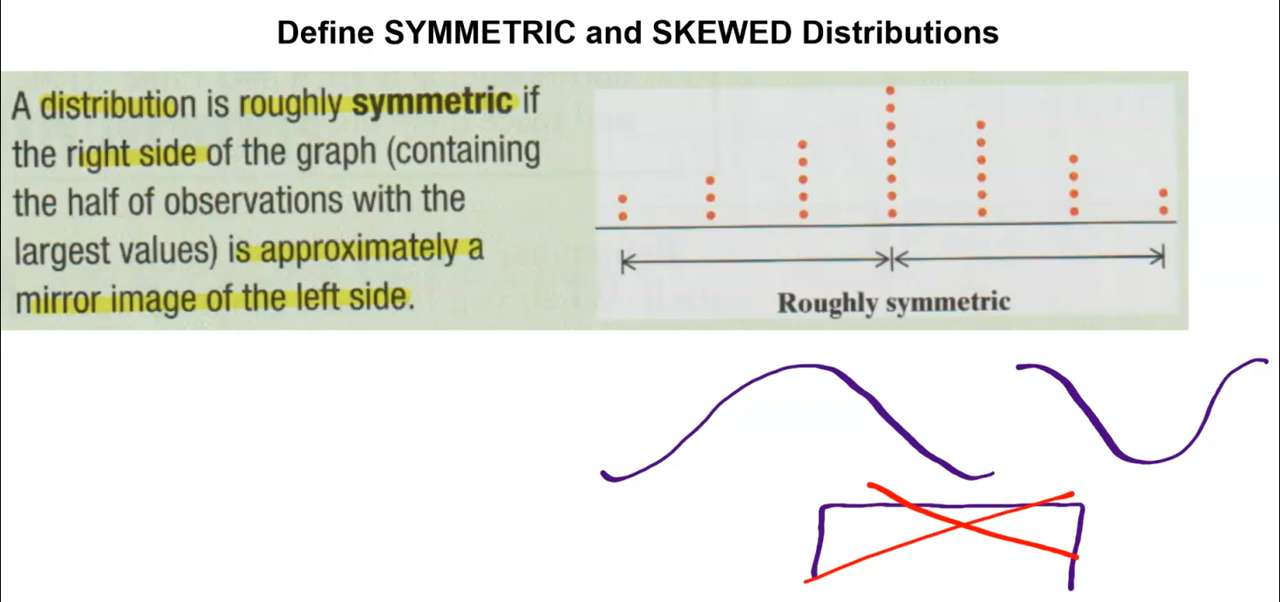 Define SYMMETRIC and SKEWED Distributions
A distribution is roughly symmetric if
the right side of the graph (containing
the half of observations with the
largest values) is approximately a
mirror image of the left side.
Roughly symmetric